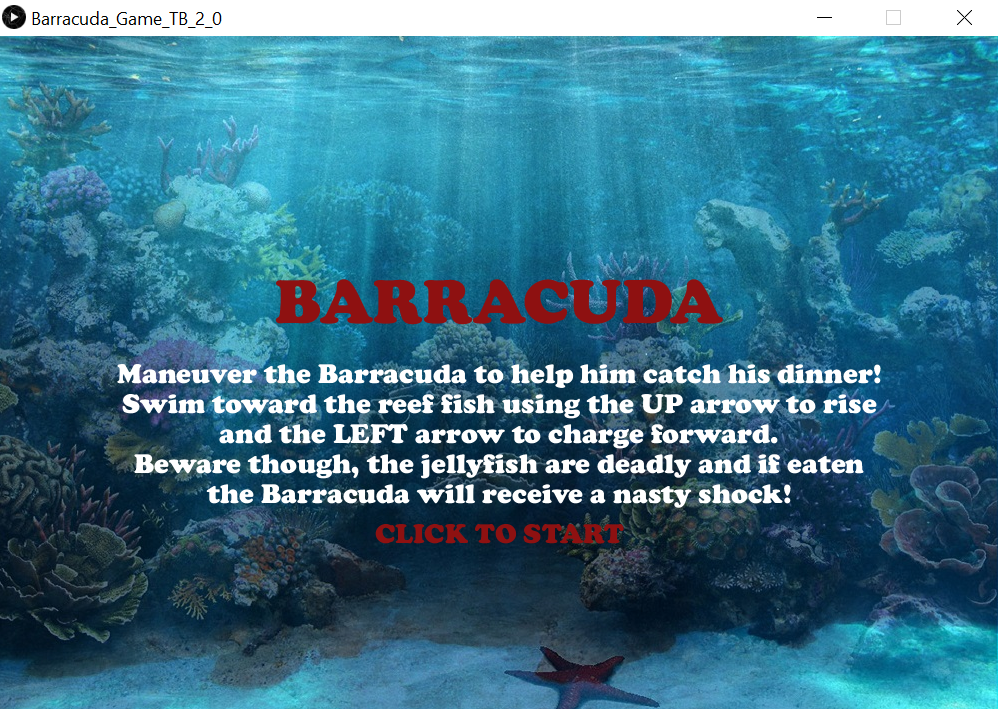 Barracuda_Game_TB_2_0
BARRACUDA
Maneuver the Barracuda to help him catch his dinner!
Swim toward the reef fish using the UP arrow to rise
and the LEFT arrow to charge forward.
Beware though, the jellyfish are deadly and if eaten
the Barracuda will receive a nasty shock!
CLICK TO START